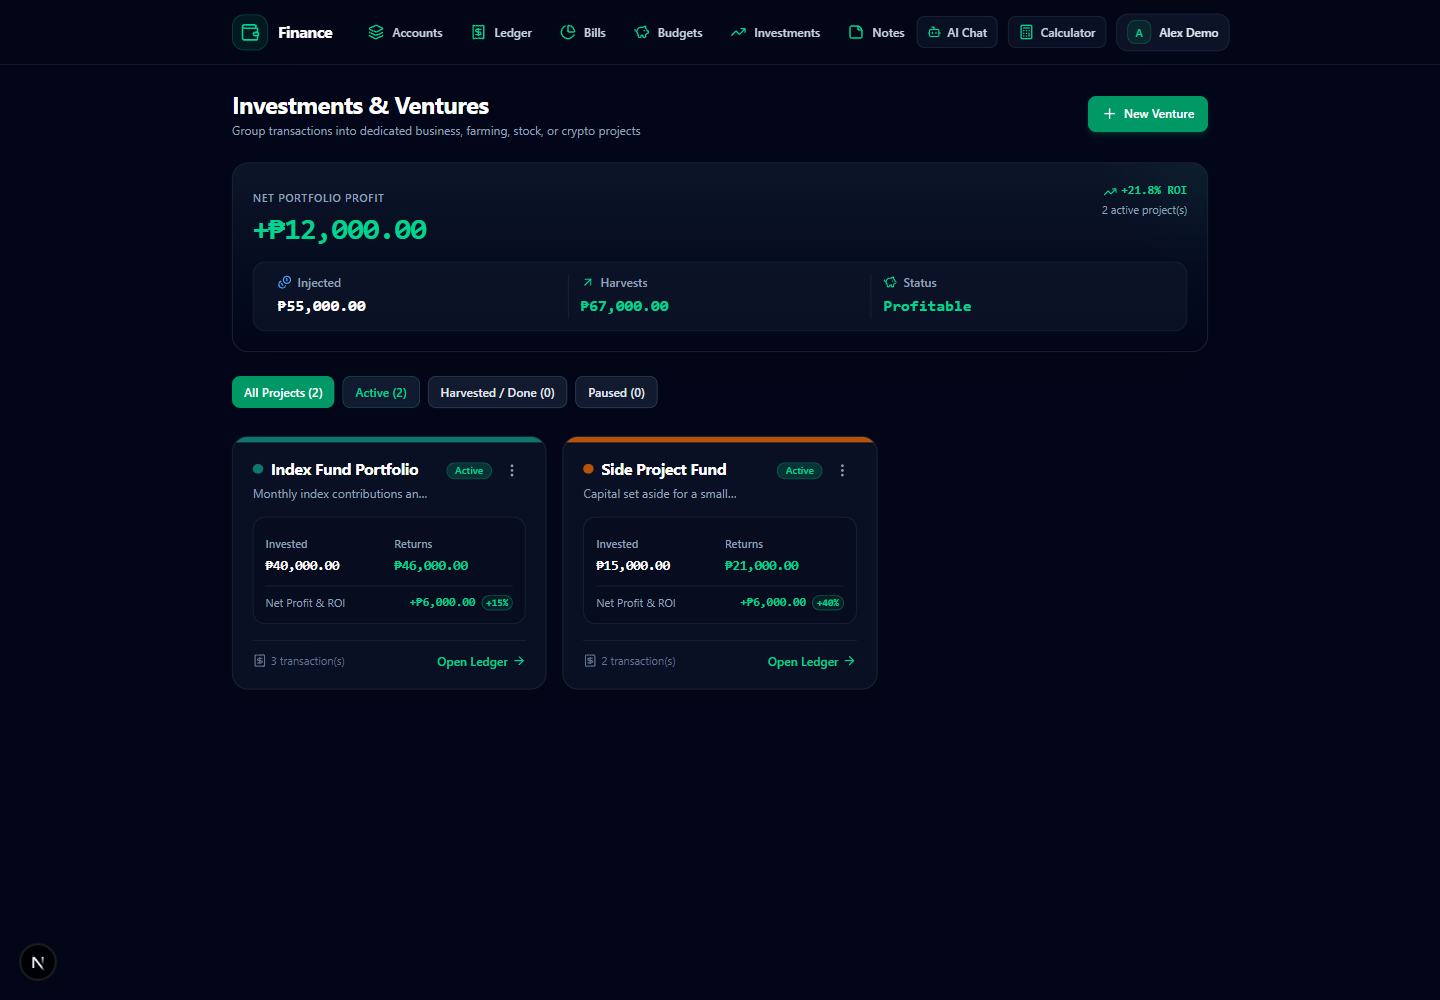 Finance
Accounts
Ledger
Bills
Budgets
Investments
Notes
AI Chat
Calculator
A
Alex Demo
Investments & Ventures
Group transactions into dedicated business, farming, stock, or crypto projects
New Venture
NET PORTFOLIO PROFIT
+₱12,000.00
+21.8% ROI
2 active project(s)
Injected
₱55,000.00
Harvests
₱67,000.00
Status
Profitable
All Projects (2)
Active (2)
Harvested / Done (0)
Paused (0)
Index Fund Portfolio
Active
Monthly index contributions an...
Invested
₱40,000.00
Returns
₱46,000.00
Net Profit & ROI
+₱6,000.00
+15%
3 transaction(s)
Open Ledger
Side Project Fund
Active
Capital set aside for a small...
Invested
₱15,000.00
Returns
₱21,000.00
Net Profit & ROI
+₱6,000.00
+40%
2 transaction(s)
Open Ledger
N